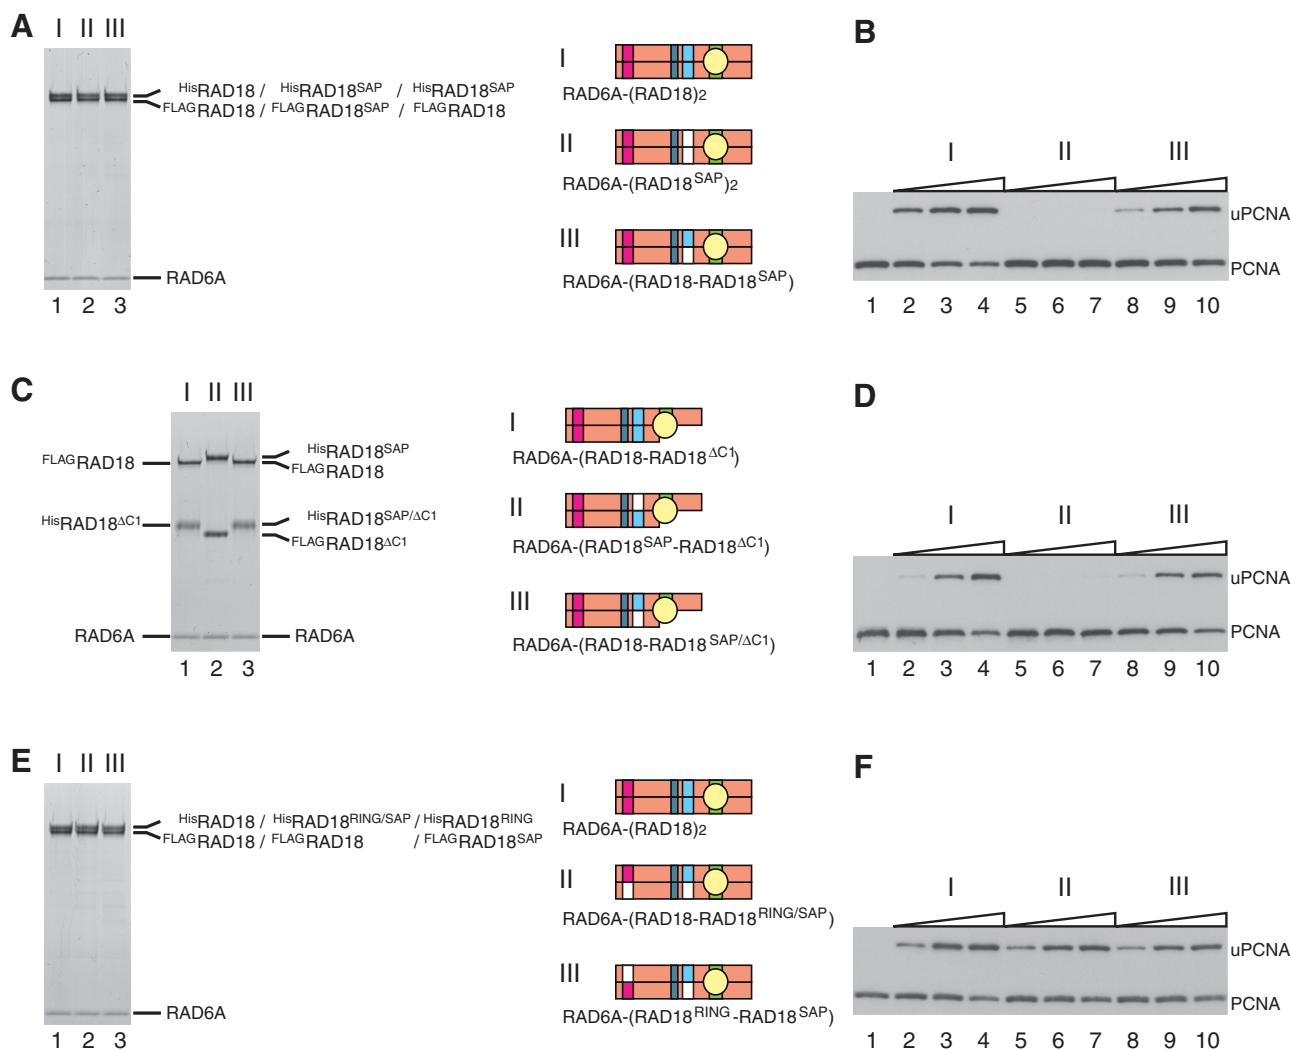 A
I II III
HisRAD18 / HisRAD18SAP / HisRAD18SAP
FLAGRAD18 / FLAGRAD18SAP / FLAGRAD18
RAD6A
1 2 3
I
RAD6A-(RAD18)2
II
RAD6A-(RAD18SAP)2
III
RAD6A-(RAD18-RAD18SAP)
B
I II III
uPCNA
PCNA
1 2 3 4 5 6 7 8 9 10
C
I II III
FLAGRAD18
HisRAD18SAP
FLAGRAD18
HisRAD18ΔC1
HisRAD18SAP/ΔC1
FLAGRAD18ΔC1
RAD6A
RAD6A
1 2 3
I
RAD6A-(RAD18-RAD18ΔC1)
II
RAD6A-(RAD18SAP-RAD18ΔC1)
III
RAD6A-(RAD18-RAD18SAP/ΔC1)
D
I II III
uPCNA
PCNA
1 2 3 4 5 6 7 8 9 10
E
I II III
HisRAD18 / HisRAD18RING/SAP / HisRAD18RING
FLAGRAD18 / FLAGRAD18 / FLAGRAD18SAP
RAD6A
1 2 3
I
RAD6A-(RAD18)2
II
RAD6A-(RAD18-RAD18RING/SAP)
III
RAD6A-(RAD18RING-RAD18SAP)
F
I II III
uPCNA
PCNA
1 2 3 4 5 6 7 8 9 10